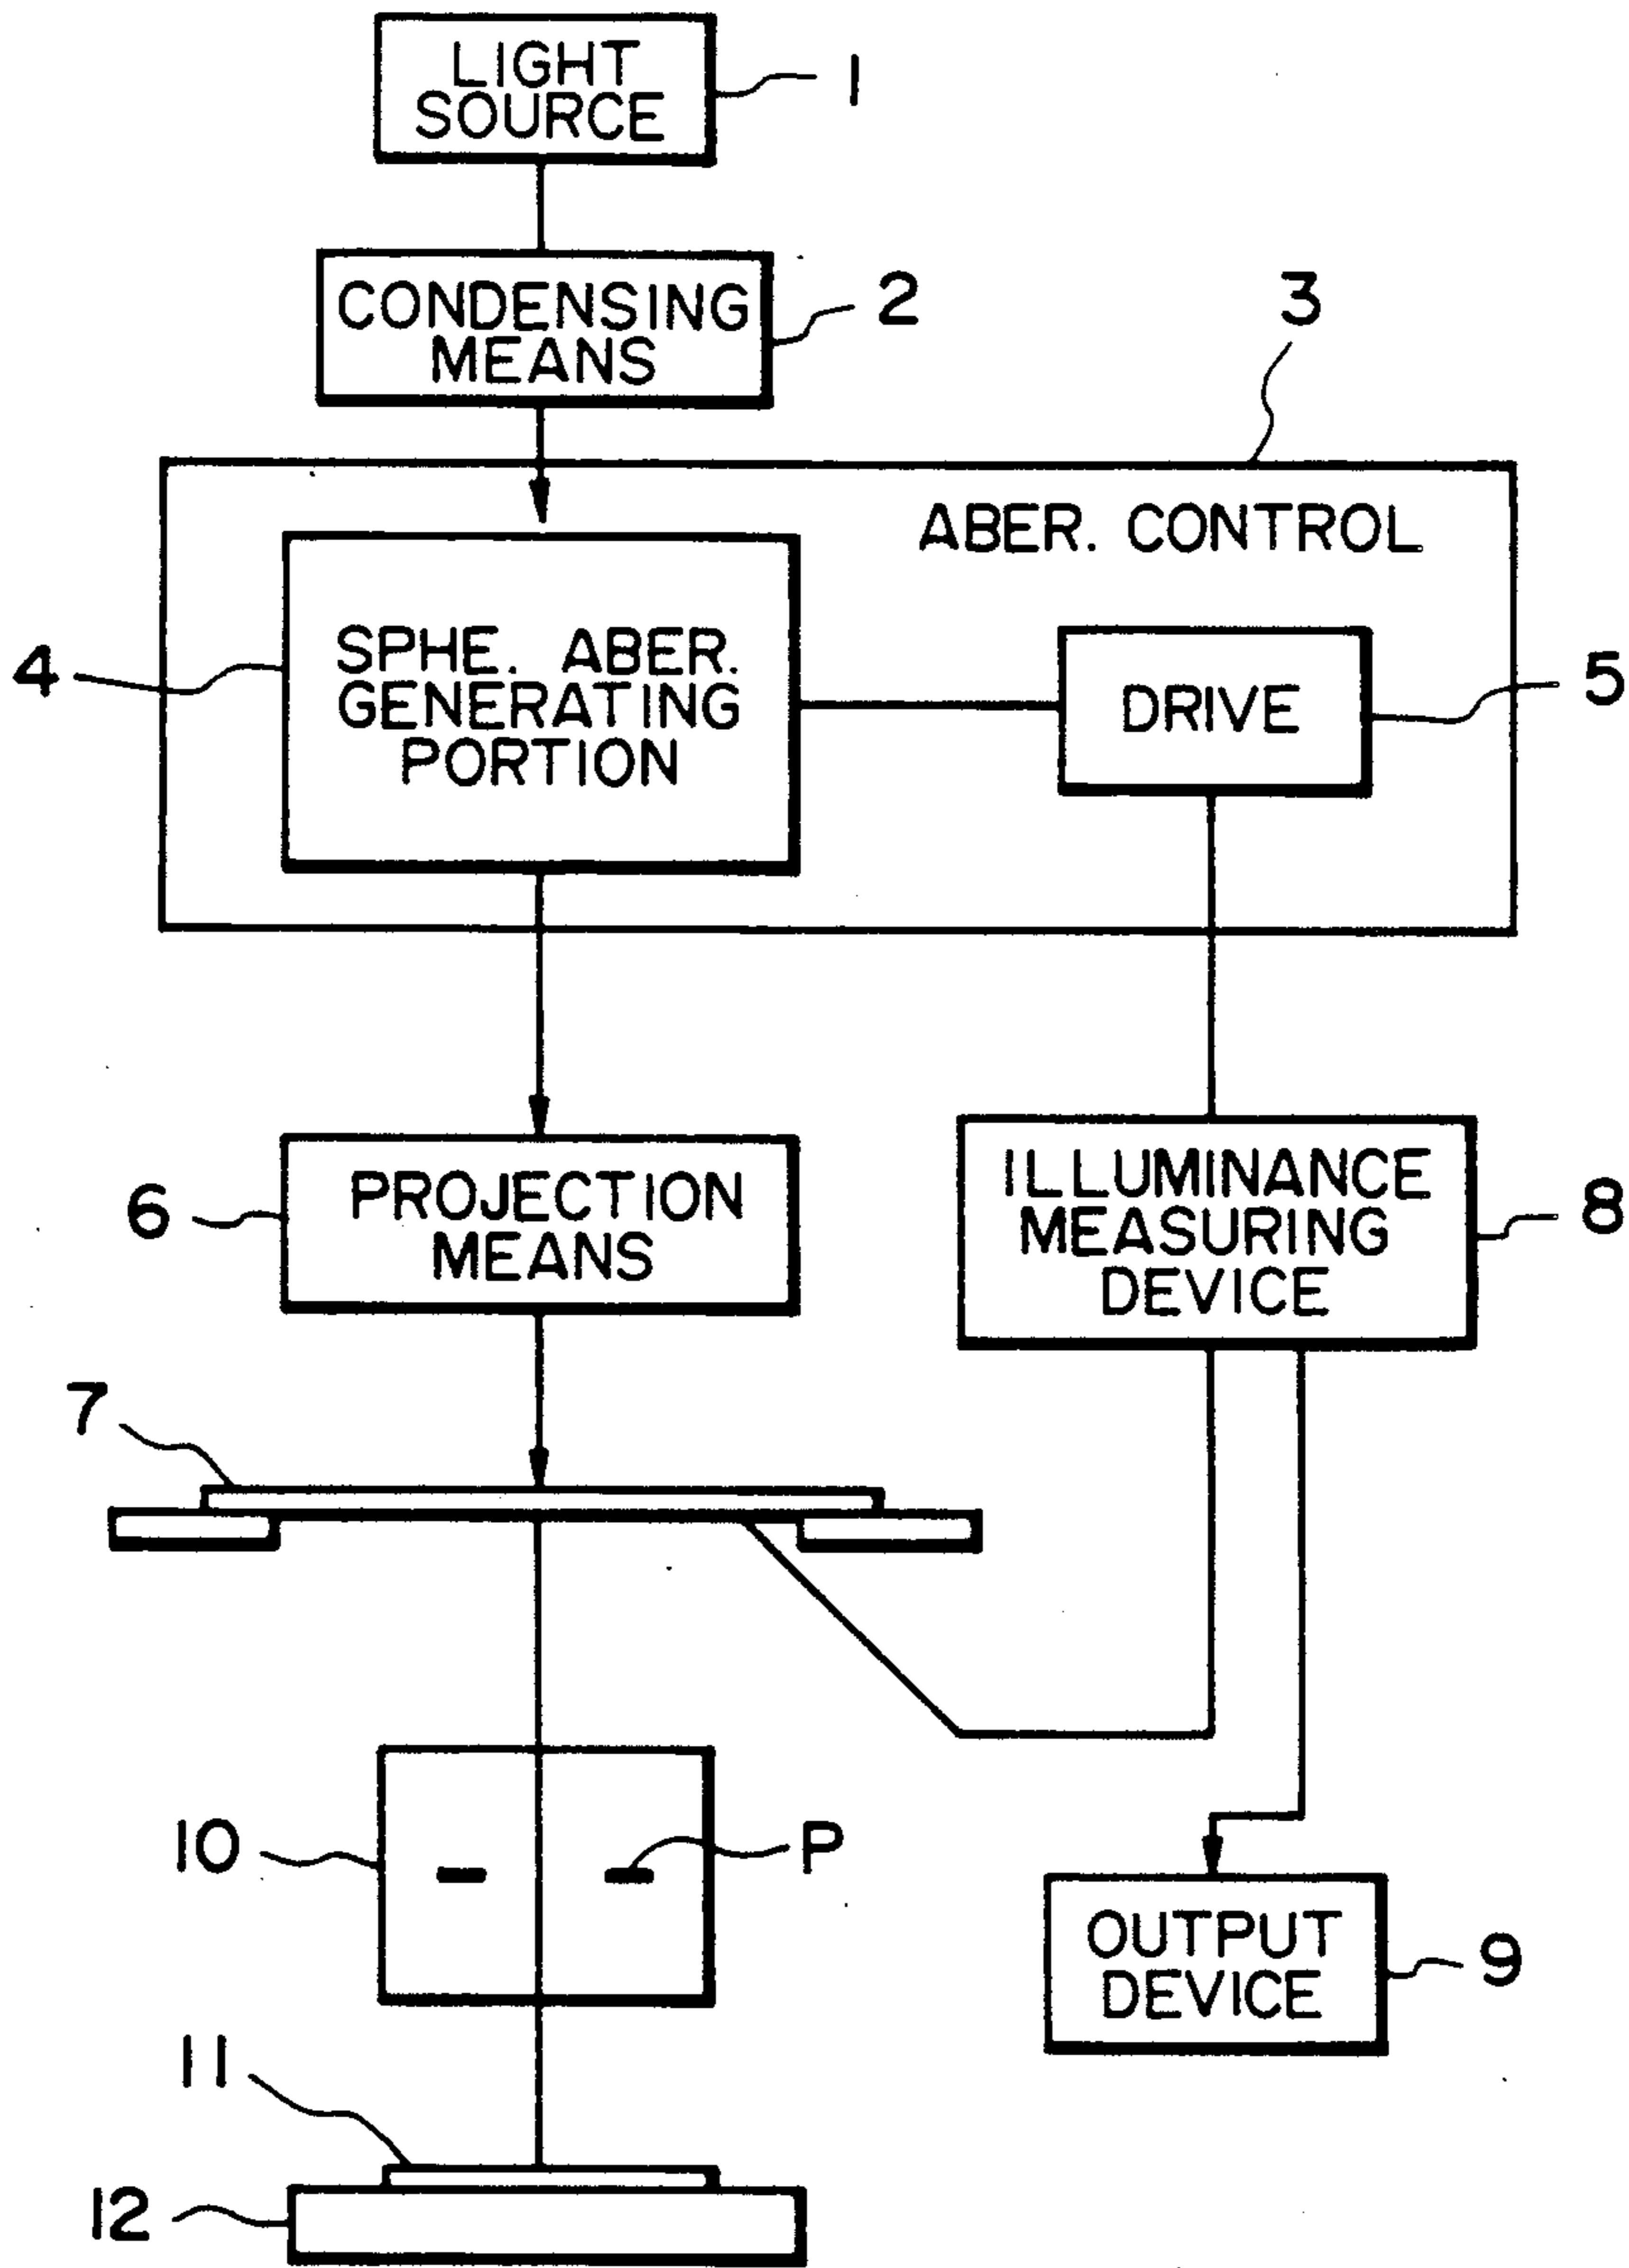 LIGHT
SOURCE
1
CONDENSING
MEANS
2
3
ABER. CONTROL
4
SPHE. ABER.
GENERATING
PORTION
DRIVE
5
6
PROJECTION
MEANS
ILLUMINANCE
MEASURING
DEVICE
8
7
10
P
OUTPUT
DEVICE
9
11
12